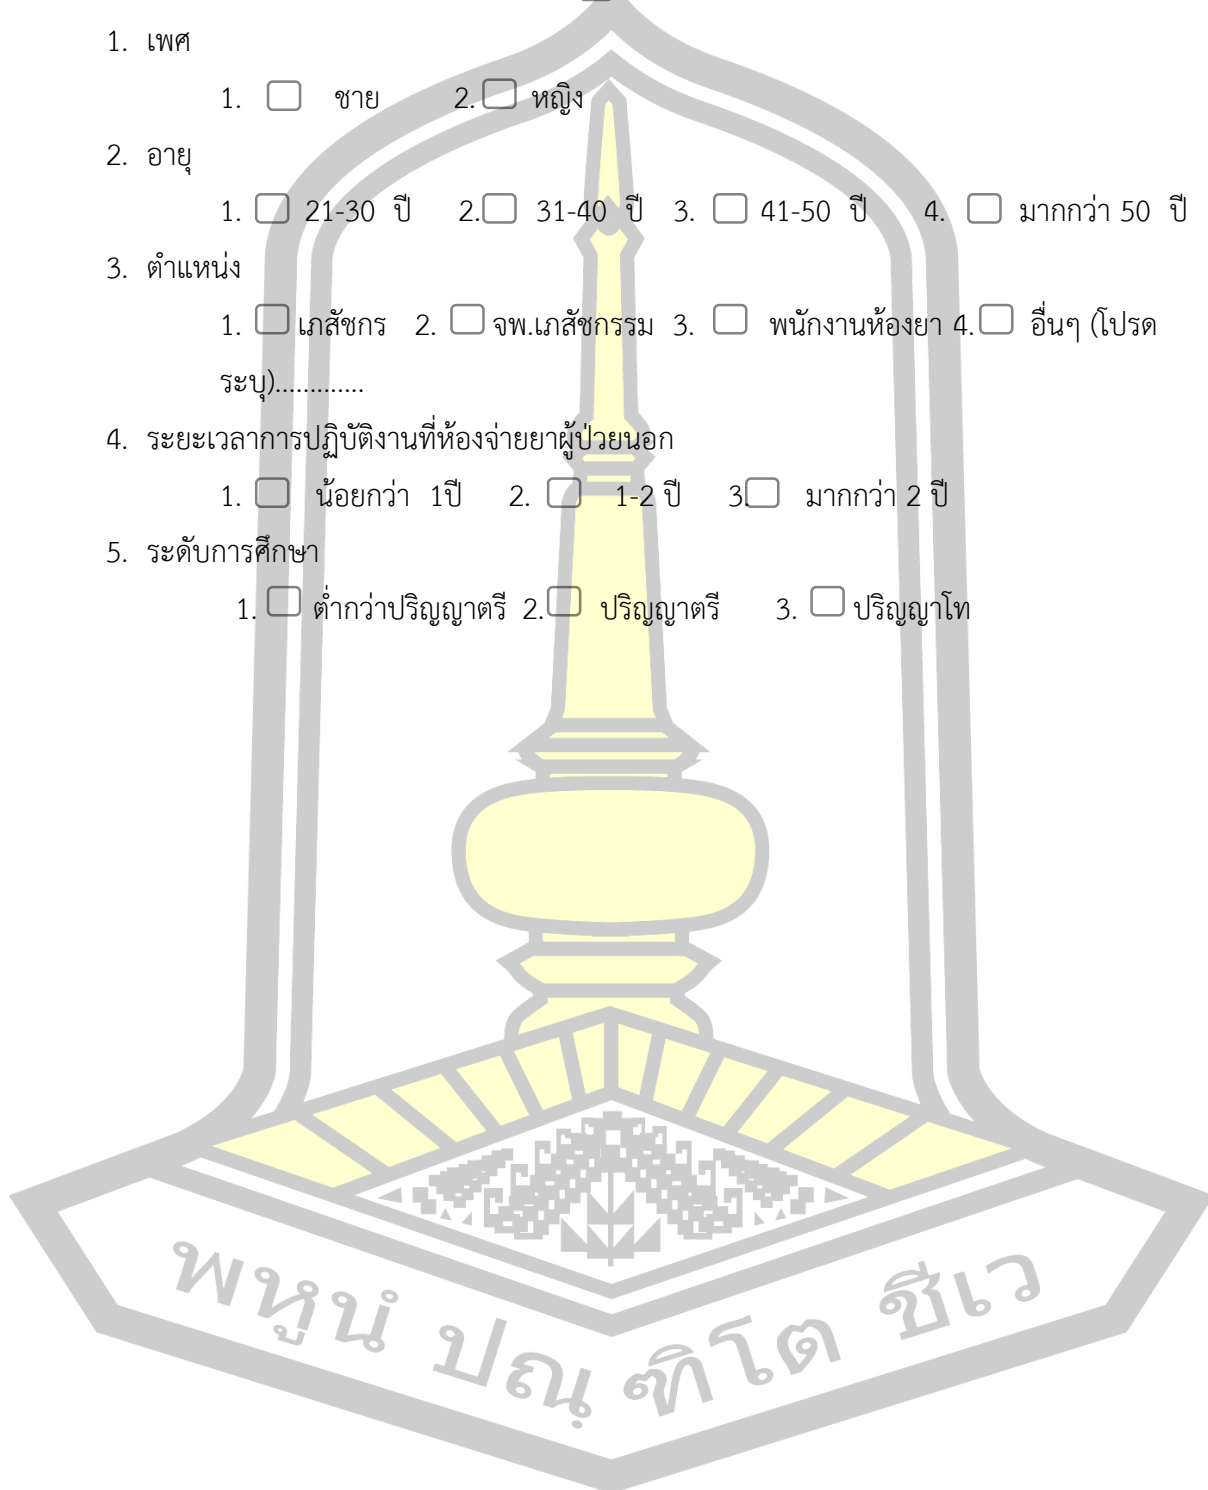 1. เพศ
1. ชาย 2. หญิง
2. อายุ
1. 21-30 ปี 2. 31-40 ปี 3. 41-50 ปี 4. มากกว่า 50 ปี
3. ตำแหน่ง
1. เภสัชกร 2. จพ.เภสัชกรรม 3. พนักงานห้องยา 4. อื่นๆ (โปรด
ระบุ).............
4. ระยะเวลาการปฏิบัติงานที่ห้องจ่ายยาผู้ป่วยนอก
1. น้อยกว่า 1ปี 2. 1-2 ปี 3. มากกว่า 2 ปี
5. ระดับการศึกษา
1. ต่ำกว่าปริญญาตรี 2. ปริญญาตรี 3. ปริญญาโท
พหูนํ ปณฺฑิโต ชีเว